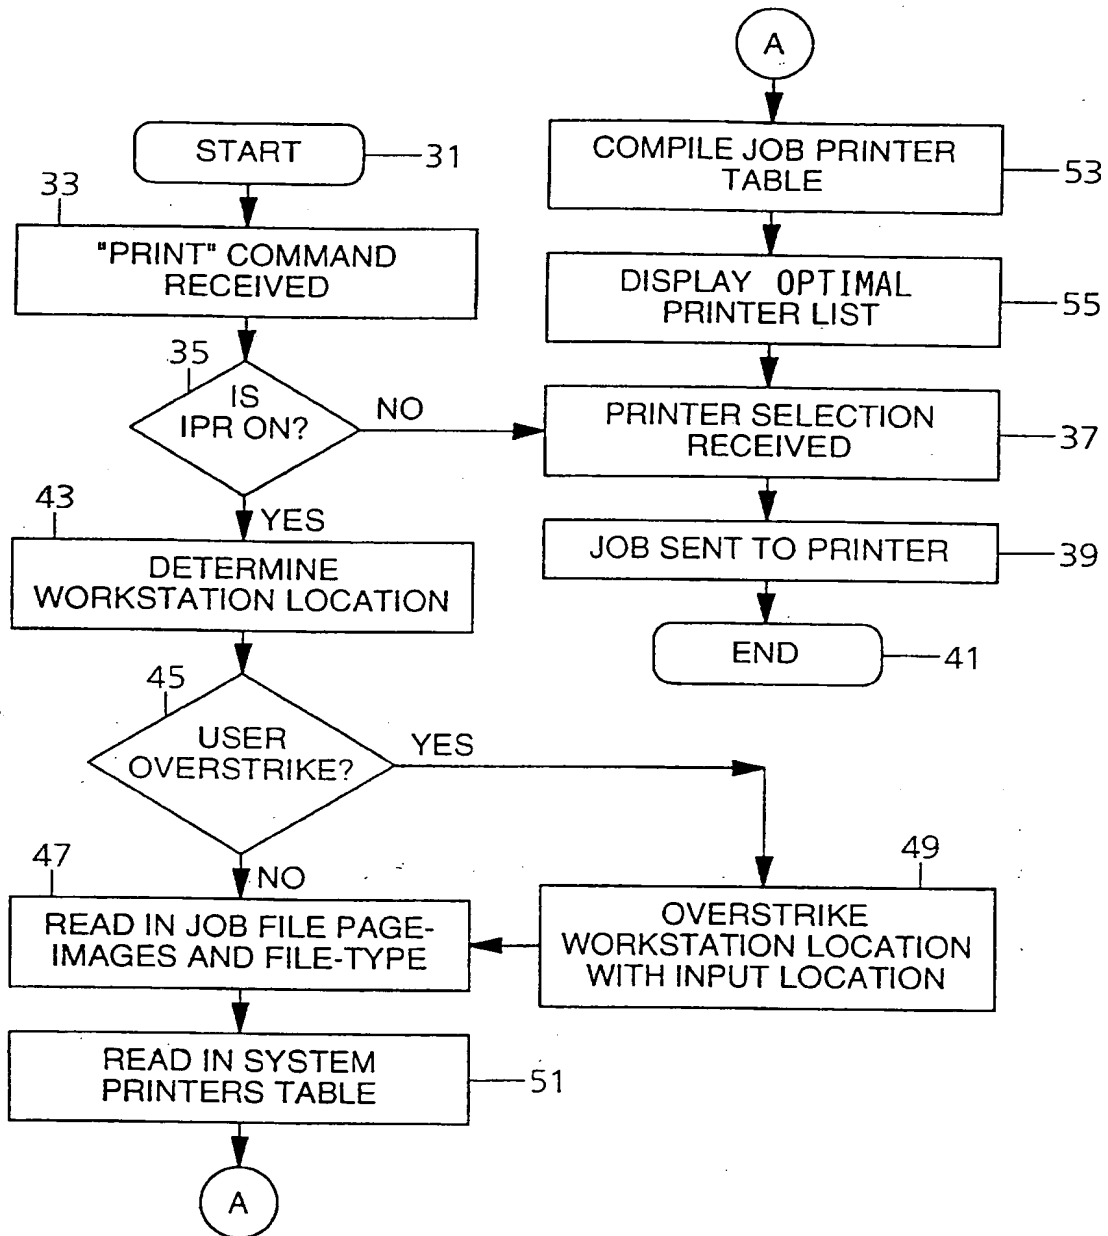 START
31
33
"PRINT" COMMAND
RECEIVED
35
IS
IPR ON?
NO
43
YES
DETERMINE
WORKSTATION LOCATION
45
USER
OVERSTRIKE?
YES
47
NO
READ IN JOB FILE PAGE-
IMAGES AND FILE-TYPE
49
OVERSTRIKE
WORKSTATION LOCATION
WITH INPUT LOCATION
READ IN SYSTEM
PRINTERS TABLE
51
A
A
COMPILE JOB PRINTER
TABLE
53
DISPLAY OPTIMAL
PRINTER LIST
55
PRINTER SELECTION
RECEIVED
37
JOB SENT TO PRINTER
39
END
41